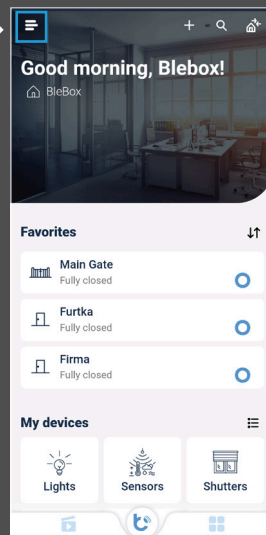 Good morning, Blebox!
BleBox
Favorites
Main Gate
Fully closed
Furtka
Fully closed
Firma
Fully closed
My devices
Lights
Sensors
Shutters